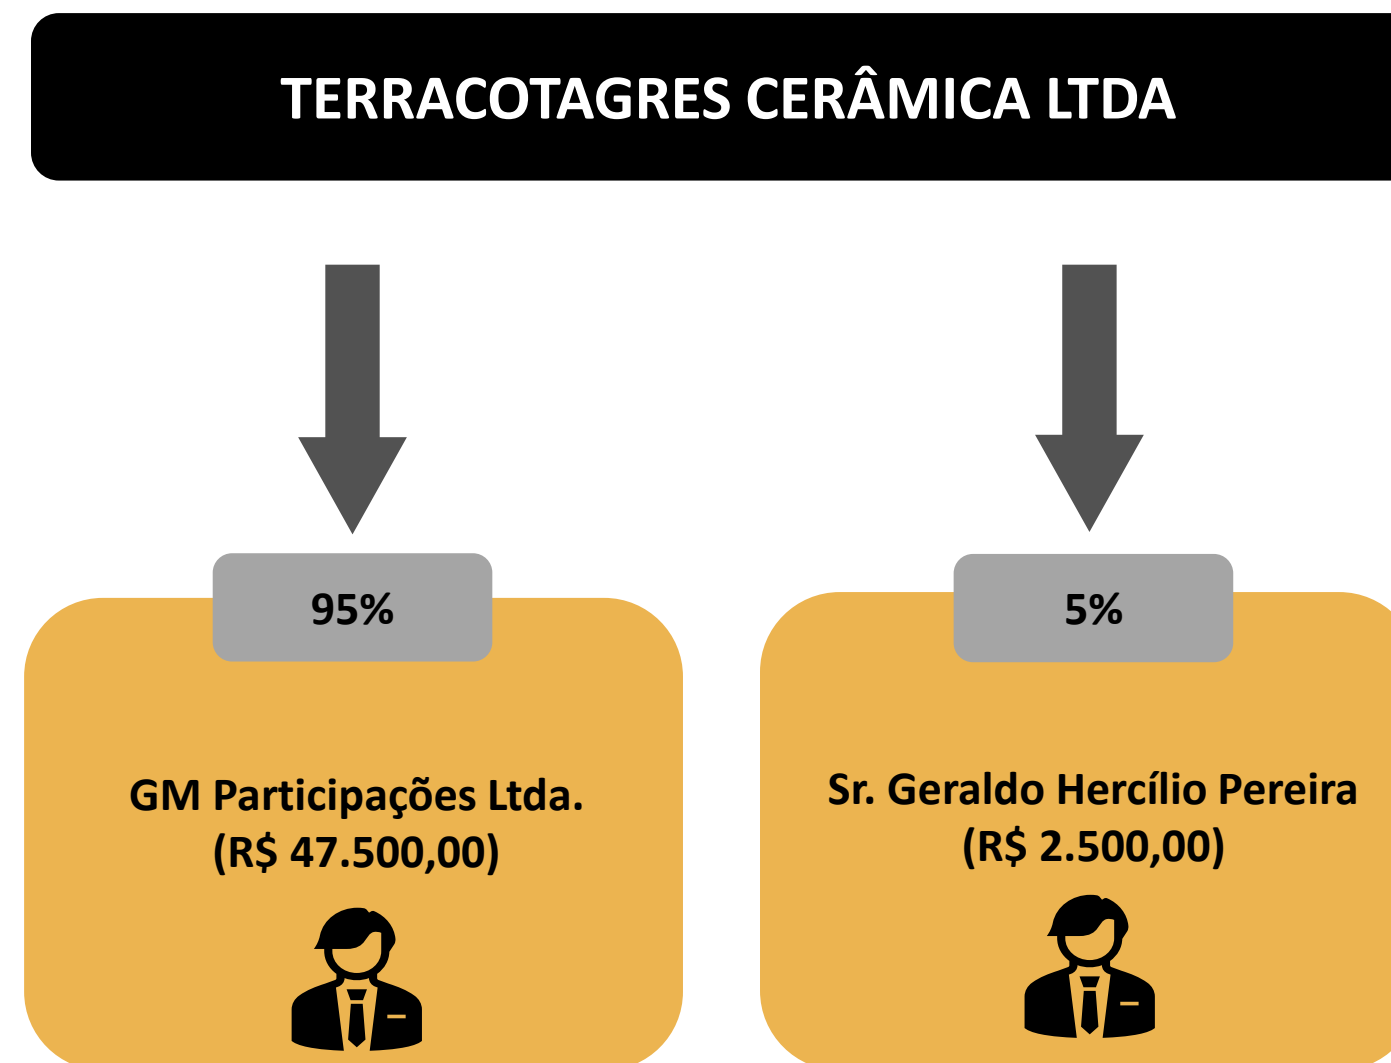 TERRACOTAGRES CERÂMICA LTDA
95%
GM Participações Ltda.
(R$ 47.500,00)
5%
Sr. Geraldo Hercílio Pereira
(R$ 2.500,00)